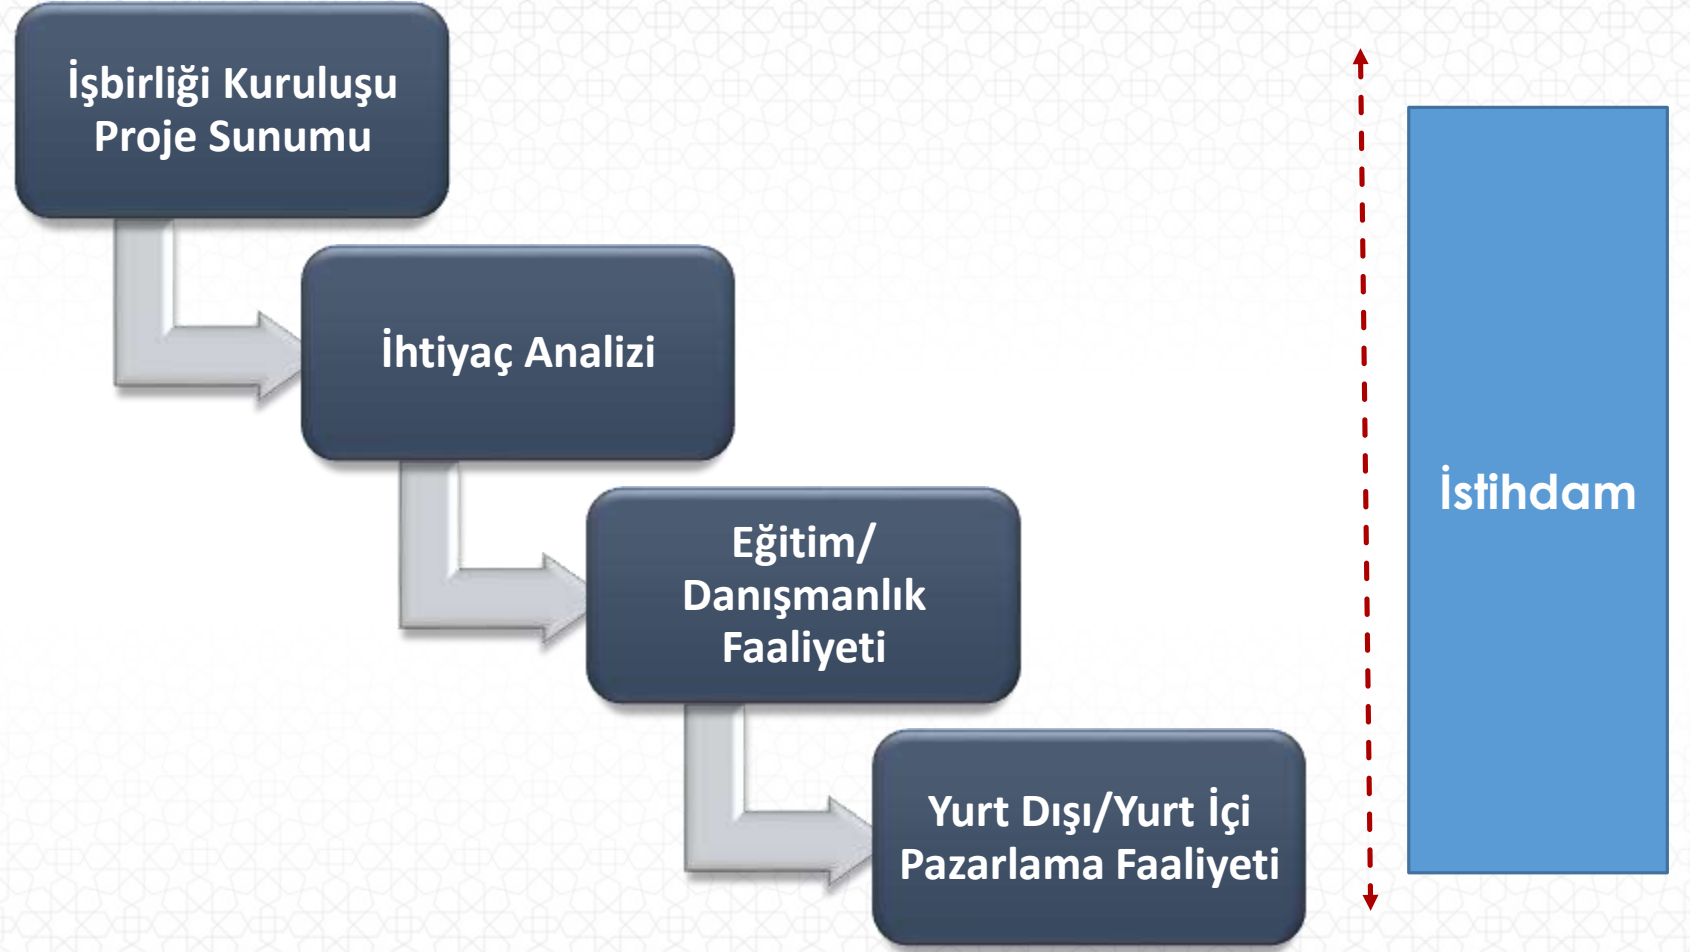 İşbirliği Kuruluşu
Proje Sunumu
İhtiyaç Analizi
Eğitim/
Danışmanlık
Faaliyeti
Yurt Dışı/Yurt İçi
Pazarlama Faaliyeti
İstihdam